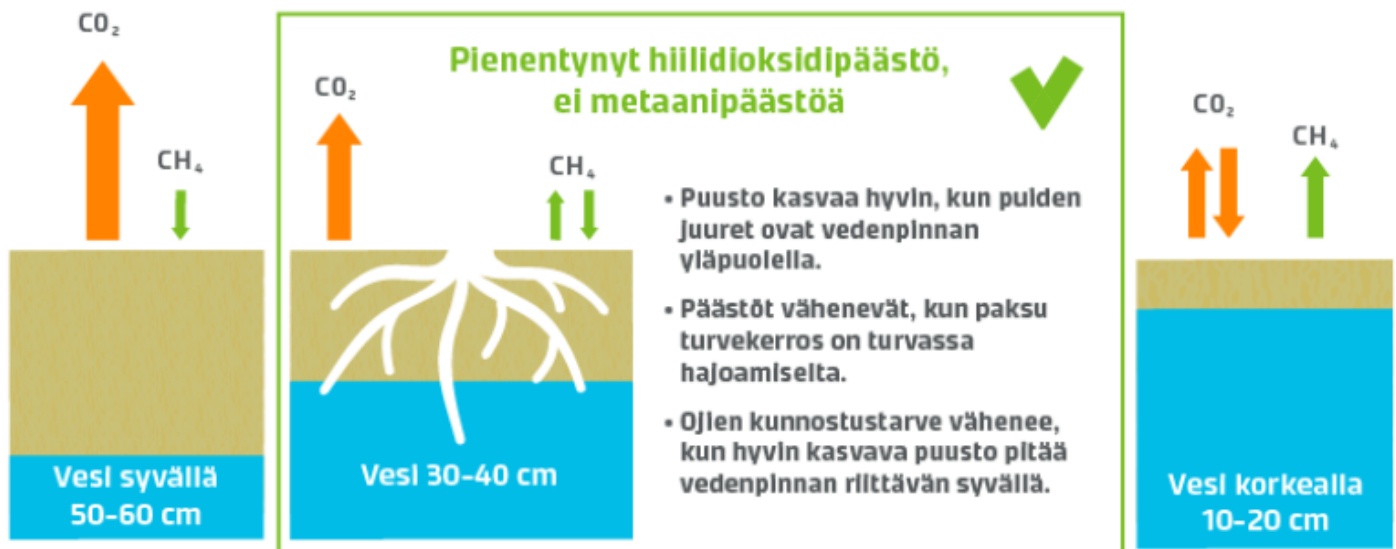 CO₂
CH₄
Vesi syvällä
50-60 cm
Pienentynyt hiilidioksidipäästö,
ei metaanipäästöä
CO₂
CH₄
Vesi 30-40 cm
• Puusto kasvaa hyvin, kun puiden
juuret ovat vedenpinnan
yläpuolella.
• Päästöt vähenevät, kun paksu
turvekerros on turvassa
hajoamiselta.
• Ojien kunnostustarve vähenee,
kun hyvin kasvava puusto pitää
vedenpinnan riittävän syvällä.
CO₂
CH₄
Vesi korkealla
10-20 cm